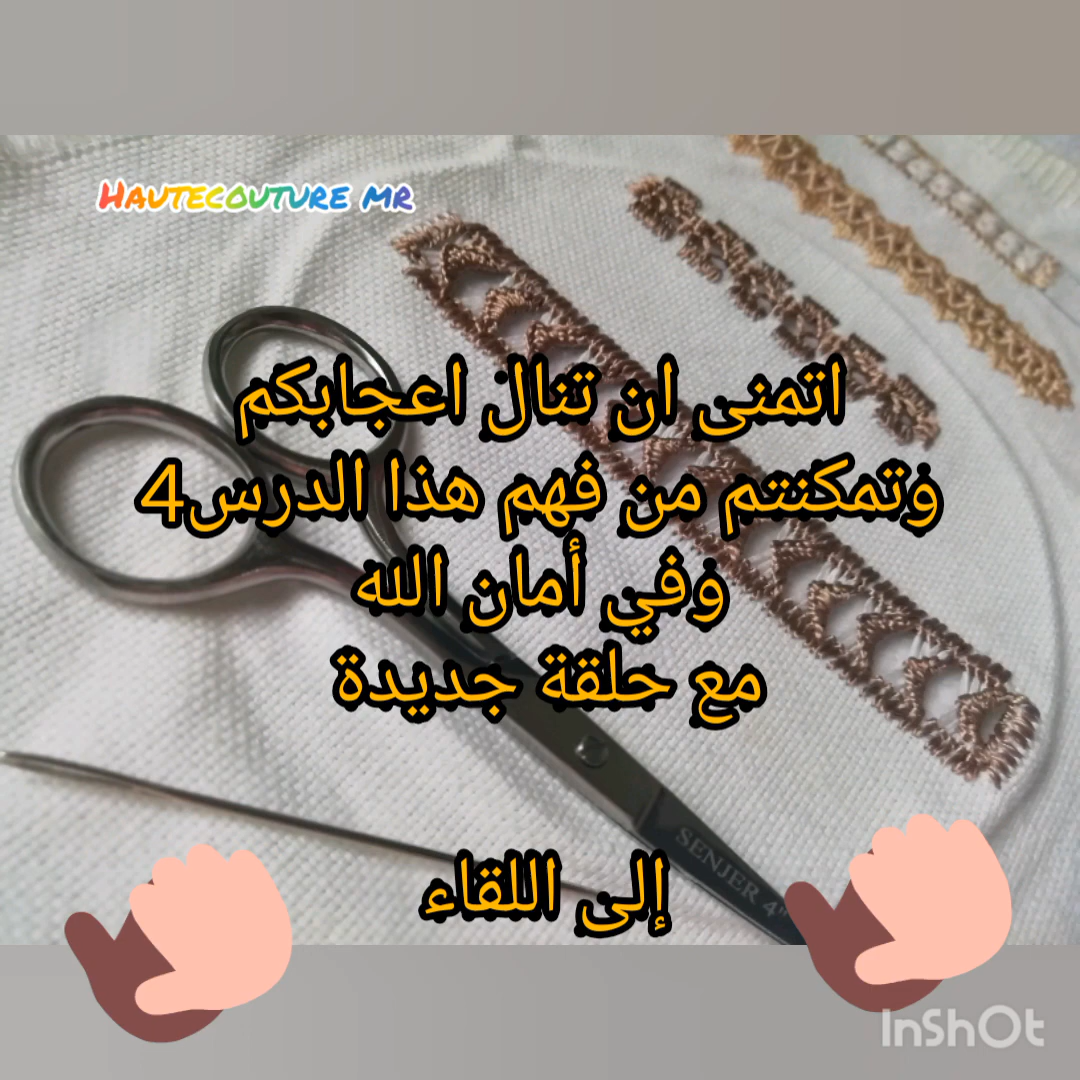 HAUTECOUTURE MR
اتمنى ان تنال اعجابكم
وتمكنتم من فهم هذا الدرس4
وفي أمان الله
مع حلقة جديدة
SENJER 4"
إلى اللقاء
InShOt